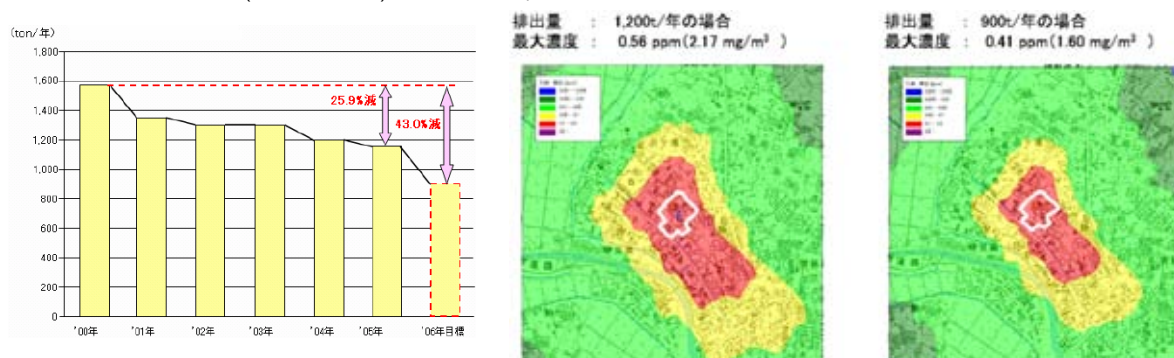 (ton/年)
1,800
1,600
1,400
1,200
1,000
800
600
400
200
0
'00年 '01年 '02年 '03年 '04年 '05年 '06年目標
25.9%減
43.0%減
排出量 : 1,200t/年の場合
最大濃度 : 0.56 ppm(2.17 mg/m³ )
排出量 : 900t/年の場合
最大濃度 : 0.41 ppm(1.60 mg/m³ )